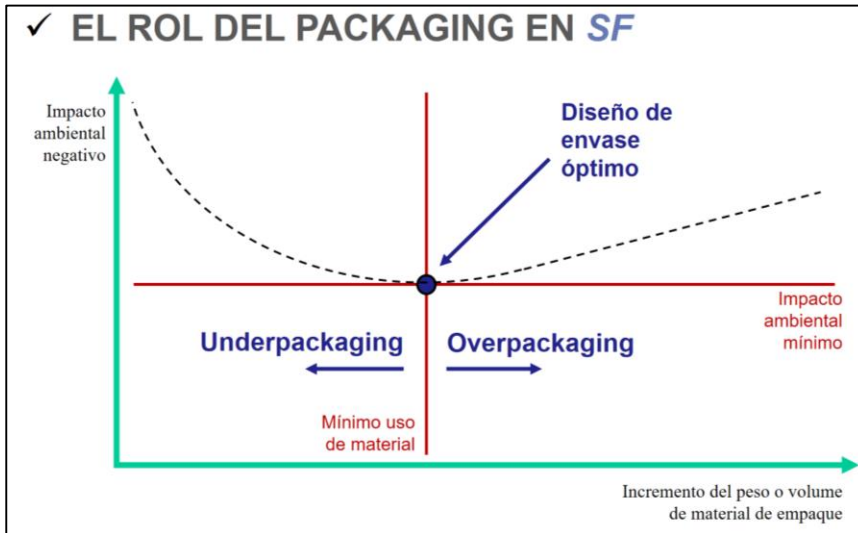 ✓ EL ROL DEL PACKAGING EN SF
Impacto
ambiental
negativo
Diseño de
envase
óptimo
Impacto
ambiental
mínimo
Underpackaging
Overpackaging
Mínimo uso
de material
Incremento del peso o volume
de material de empaque